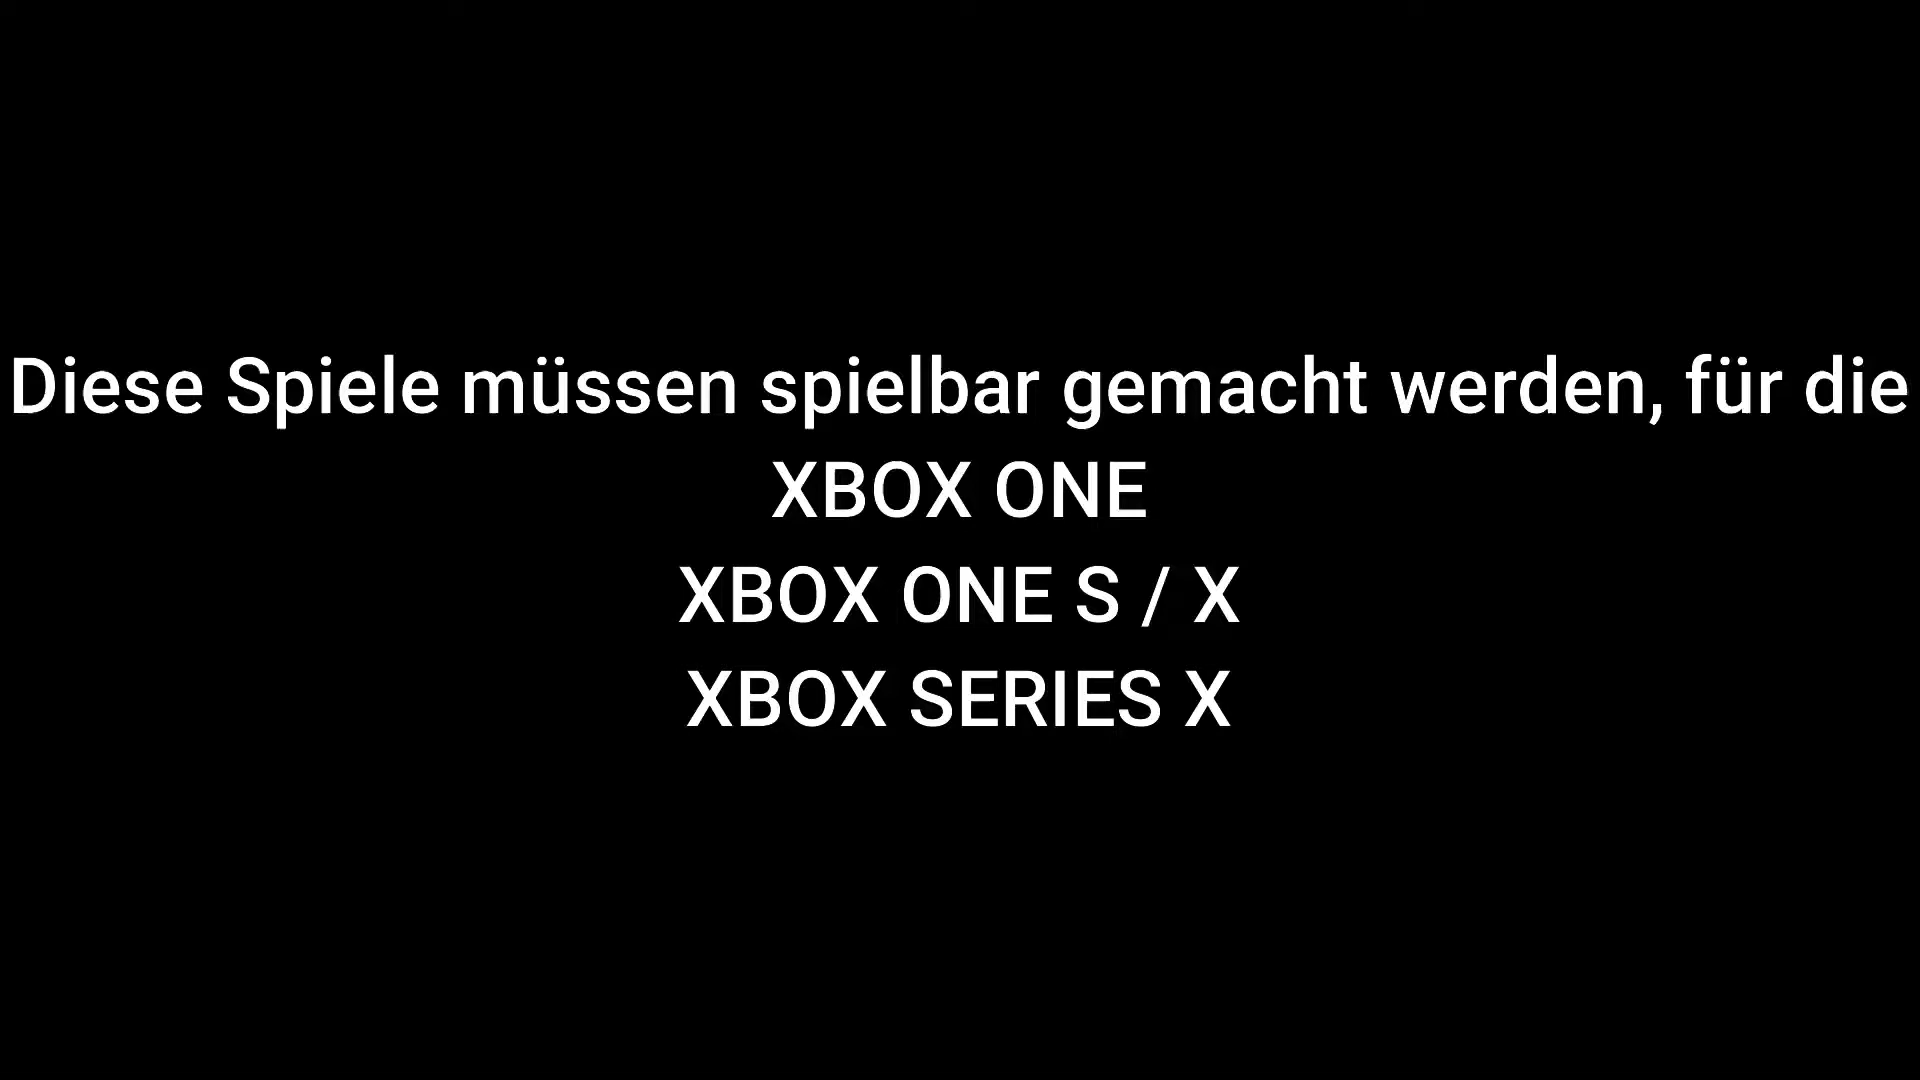 Diese Spiele müssen spielbar gemacht werden, für die
XBOX ONE
XBOX ONE S / X
XBOX SERIES X